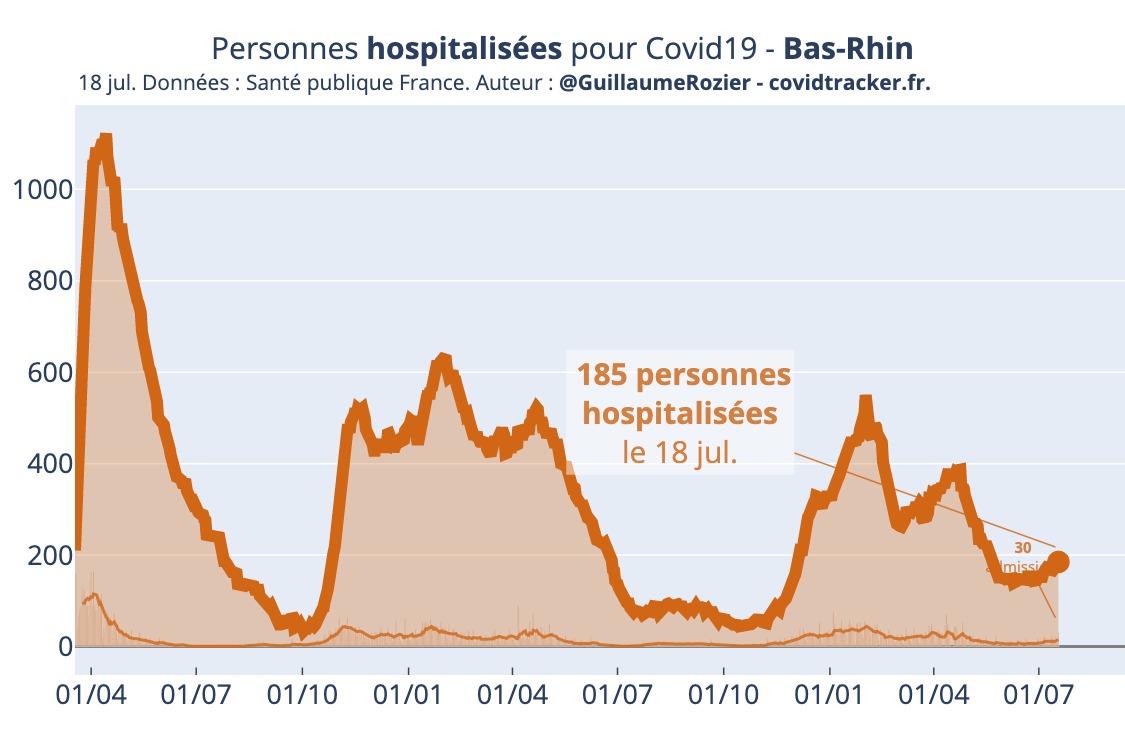 Personnes hospitalisées pour Covid19 - Bas-Rhin
18 jul. Données : Santé publique France. Auteur : @GuillaumeRozier - covidtracker.fr.
1000
800
600
400
200
0
185 personnes
hospitalisées
le 18 jul.
30
01/04 01/07 01/10 01/01 01/04 01/07 01/10 01/01 01/04 01/07